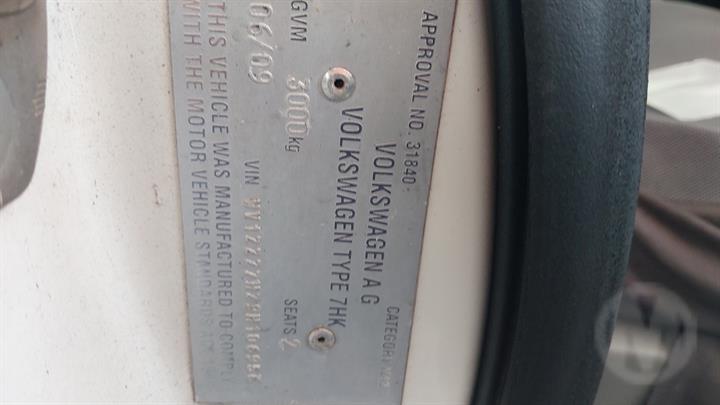 APPROVAL NO. 31840
CATEGORY
VOLKSWAGEN A G
VOLKSWAGEN TYPE 7HK
GVM 3000KG SEATS 2
06/09 VIN
THIS VEHICLE WAS MANUFACTURED TO COMPLY
WITH THE MOTOR VEHICLE STANDARDS